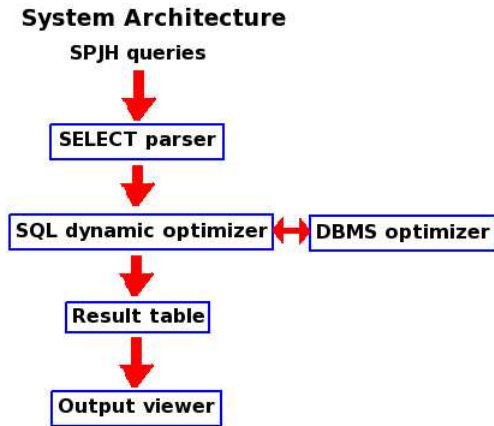 System Architecture
SPJH queries
SELECT parser
SQL dynamic optimizer
DBMS optimizer
Result table
Output viewer